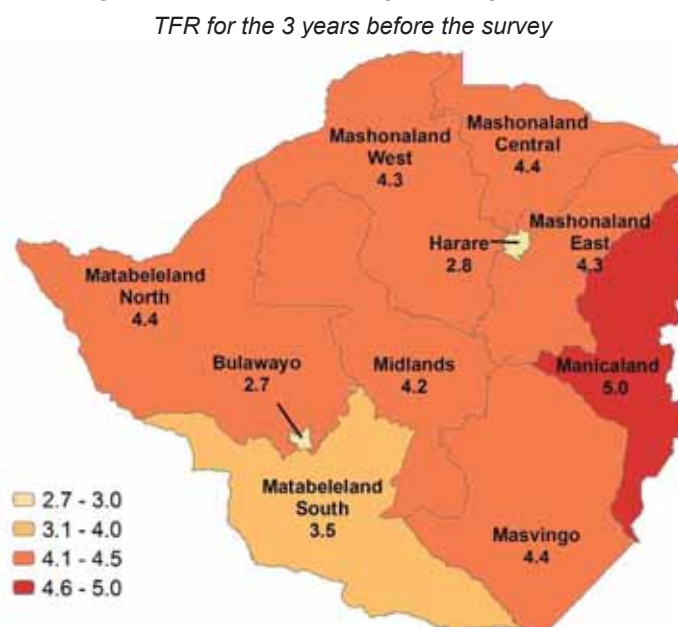 TFR for the 3 years before the survey
Mashonaland
West
4.3
Mashonaland
Central
4.4
Harare
2.8
Mashonaland
East
4.3
Matabeleland
North
4.4
Bulawayo
2.7
Midlands
4.2
Manicaland
5.0
Matabeleland
South
3.5
Masvingo
4.4
2.7 - 3.0
3.1 - 4.0
4.1 - 4.5
4.6 - 5.0